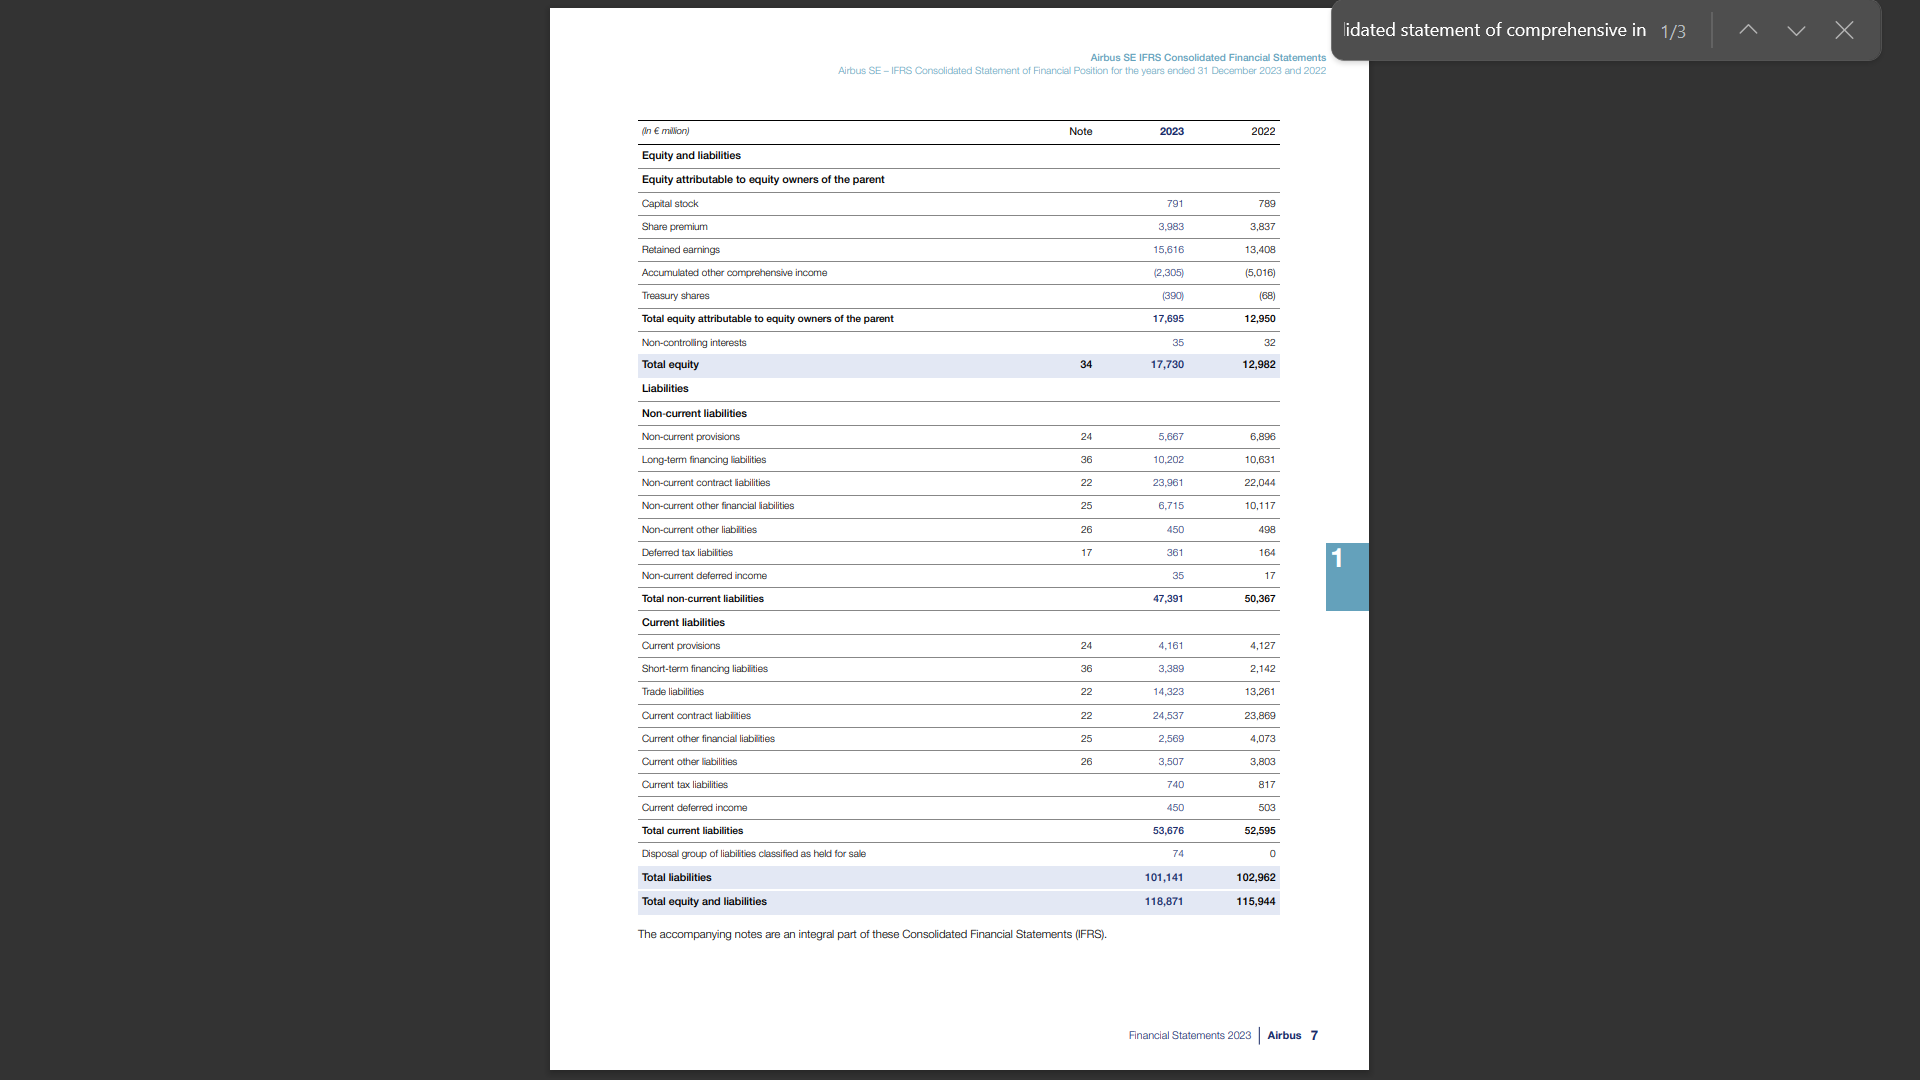 lidated statement of comprehensive in 1/3
Airbus SE IFRS Consolidated Financial Statements
Airbus SE – IFRS Consolidated Statement of Financial Position for the years ended 31 December 2023 and 2022
(In € million) Note 2023 2022
Equity and liabilities
Equity attributable to equity owners of the parent
Capital stock 791 789
Share premium 3,983 3,837
Retained earnings 15,616 13,408
Accumulated other comprehensive income (2,305) (5,016)
Treasury shares (390) (68)
Total equity attributable to equity owners of the parent 17,695 12,950
Non-controlling interests 35 32
Total equity 34 17,730 12,982
Liabilities
Non-current liabilities
Non-current provisions 24 5,667 6,896
Long-term financing liabilities 36 10,202 10,631
Non-current contract liabilities 22 23,961 22,044
Non-current other financial liabilities 25 6,715 10,117
Non-current other liabilities 26 450 498
Deferred tax liabilities 17 361 164
Non-current deferred income 35 17
Total non-current liabilities 47,391 50,367
1
Current liabilities
Current provisions 24 4,161 4,127
Short-term financing liabilities 36 3,389 2,142
Trade liabilities 22 14,323 13,261
Current contract liabilities 22 24,537 23,869
Current other financial liabilities 25 2,569 4,073
Current other liabilities 26 3,507 3,803
Current tax liabilities 740 817
Current deferred income 450 503
Total current liabilities 53,676 52,595
Disposal group of liabilities classified as held for sale 74 0
Total liabilities 101,141 102,962
Total equity and liabilities 118,871 115,944
The accompanying notes are an integral part of these Consolidated Financial Statements (IFRS).
Financial Statements 2023 Airbus 7